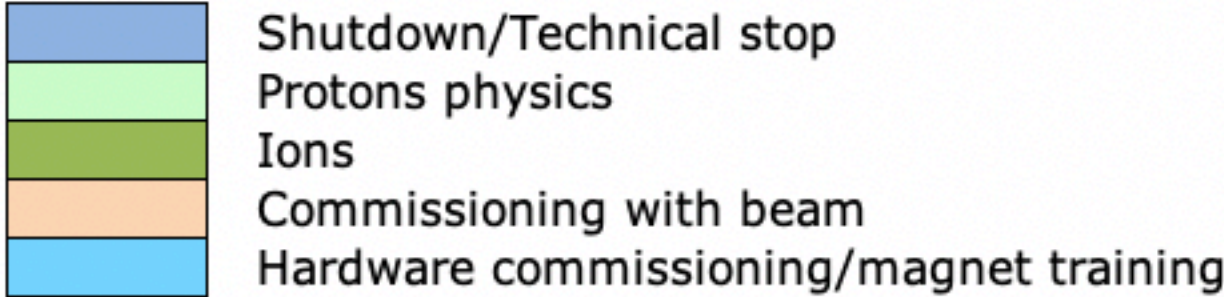 Shutdown/Technical stop
Protons physics
Ions
Commissioning with beam
Hardware commissioning/magnet training